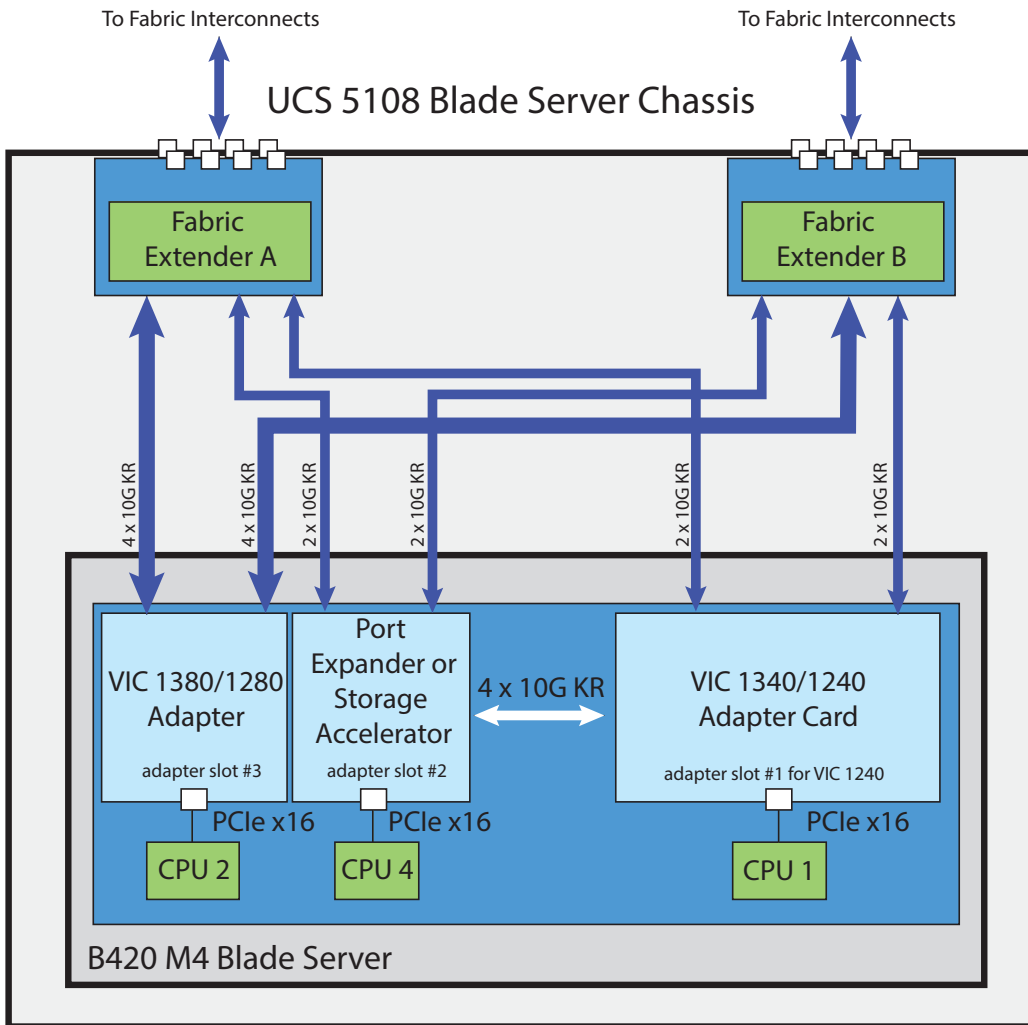 To Fabric Interconnects
To Fabric Interconnects
UCS 5108 Blade Server Chassis
Fabric
Extender A
Fabric
Extender B
4 x 10G KR
4 x 10G KR
2 x 10G KR
2 x 10G KR
2 x 10G KR
2 x 10G KR
VIC 1380/1280
Adapter
adapter slot #3
Port
Expander or
Storage
Accelerator
adapter slot #2
4 x 10G KR
VIC 1340/1240
Adapter Card
adapter slot #1 for VIC 1240
PCIe x16
PCIe x16
PCIe x16
CPU 2
CPU 4
CPU 1
B420 M4 Blade Server